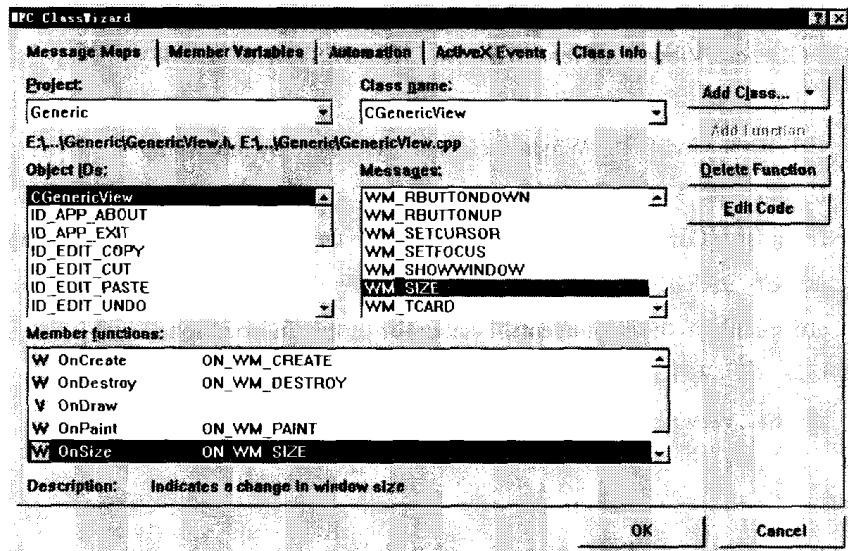 MFC ClassWizard
Message Maps Member Variables Automation ActiveX Events Class Info
Project:
Class name:
Add Class...
Generic
CGenericView
Add Function
E:\...\Generic\GenericView.h, E:\...\Generic\GenericView.cpp
Object IDs:
Messages:
Delete Function
CGenericView
ID_APP_ABOUT
ID_APP_EXIT
ID_EDIT_COPY
ID_EDIT_CUT
ID_EDIT_PASTE
ID_EDIT_UNDO
WM_RBUTTONDOWN
WM_RBUTTONUP
WM_SETCURSOR
WM_SETFOCUS
WM_SHOWWINDOW
WM_SIZE
WM_TCARD
Edit Code
Member functions:
W OnCreate ON_WM_CREATE
W OnDestroy ON_WM_DESTROY
V OnDraw
W OnPaint ON_WM_PAINT
W OnSize ON_WM_SIZE
Description: Indicates a change in window size
OK Cancel